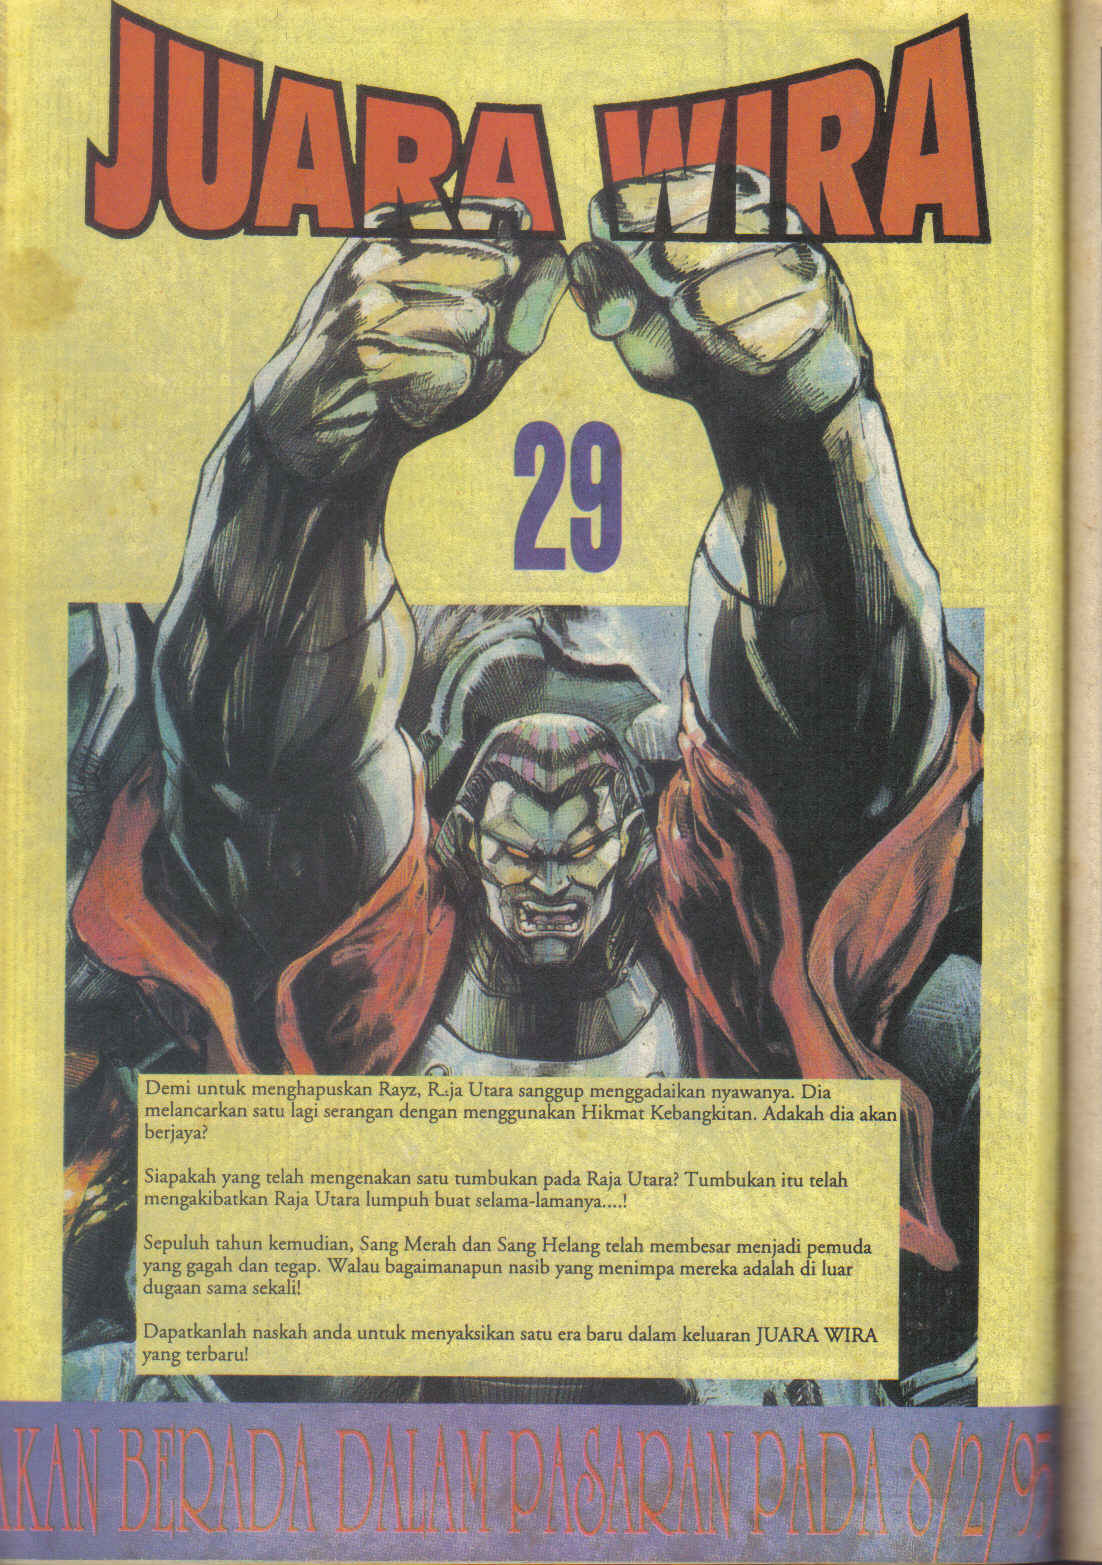 JUARA WIRA
29
Demi untuk menghapuskan Rayz, Raja Utara sanggup menggadaikan nyawanya. Dia
melancarkan satu lagi serangan dengan menggunakan Hikmat Kebangkitan. Adakah dia akan
berjaya?
Siapakah yang telah mengenakan satu tumbukan pada Raja Utara? Tumbukan itu telah
mengakibatkan Raja Utara lumpuh buat selama-lamanya....!
Sepuluh tahun kemudian, Sang Merah dan Sang Helang telah membesar menjadi pemuda
yang gagah dan tegap. Walau bagaimanapun nasib yang menimpa mereka adalah di luar
dugaan sama sekali!
Dapatkanlah naskah anda untuk menyaksikan satu era baru dalam keluaran JUARA WIRA
yang terbaru!
AKAN BERADA DALAM PASARAN PADA 8/2/95